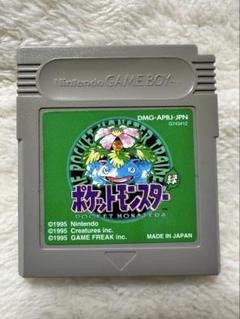 Nintendo GAME BOY
DMG-APBJ-JPN
ポケットモンスター 緑
POCKET MONSTERS
©1995 Nintendo
©1995 Creatures inc.
©1995 GAME FREAK inc.
MADE IN JAPAN